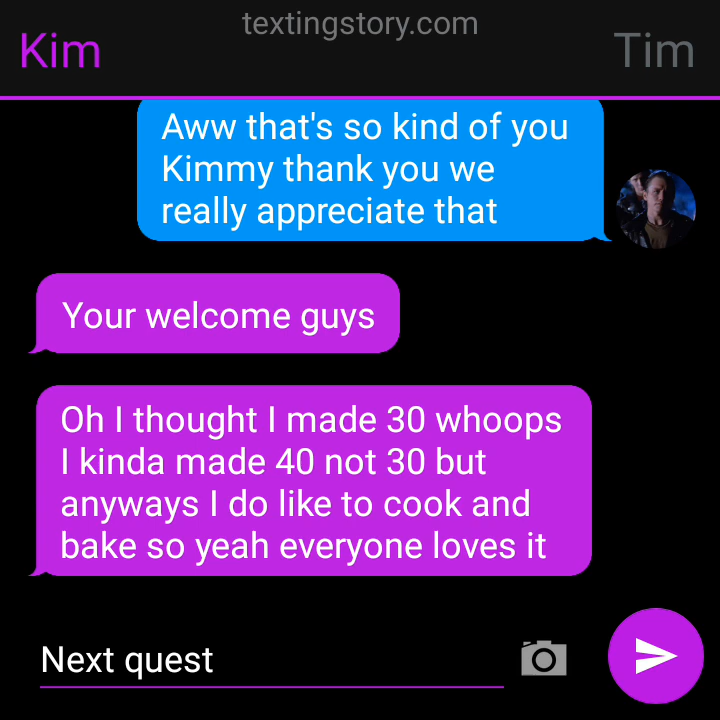 textingstory.com
Kim
Tim
Aww that's so kind of you
Kimmy thank you we
really appreciate that
Your welcome guys
Oh I thought I made 30 whoops
I kinda made 40 not 30 but
anyways I do like to cook and
bake so yeah everyone loves it
Next quest